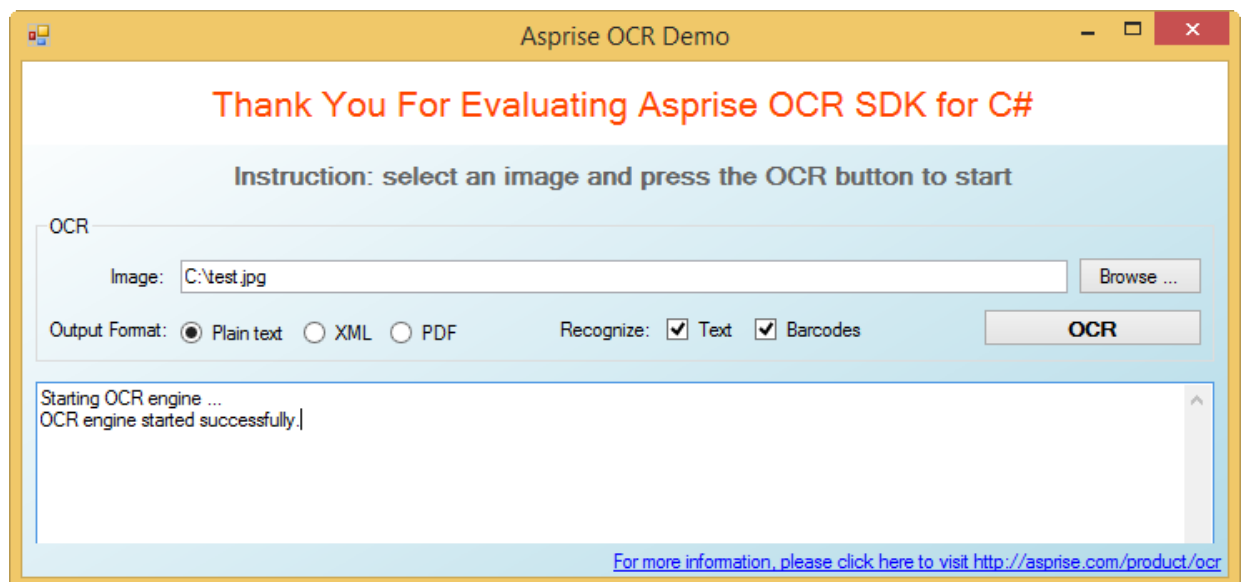 Asprise OCR Demo
Thank You For Evaluating Asprise OCR SDK for C#
Instruction: select an image and press the OCR button to start
OCR
Image: C:\test.jpg Browse ...
Output Format: Plain text XML PDF Recognize: Text Barcodes OCR
Starting OCR engine ...
OCR engine started successfully.
For more information, please click here to visit http://asprise.com/product/ocr